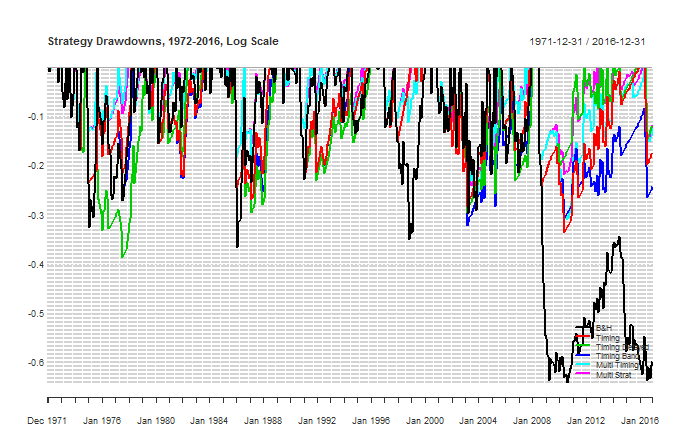 Strategy Drawdowns, 1972-2016, Log Scale 1971-12-31 / 2016-12-31
-0.1
-0.2
-0.3
-0.4
-0.5
-0.6
B&H
Timing
Timing
Timing Band
Multi Timing
Multi Strat
Dec 1971 Jan 1976 Jan 1980 Jan 1984 Jan 1988 Jan 1992 Jan 1996 Jan 2000 Jan 2004 Jan 2008 Jan 2012 Jan 2016